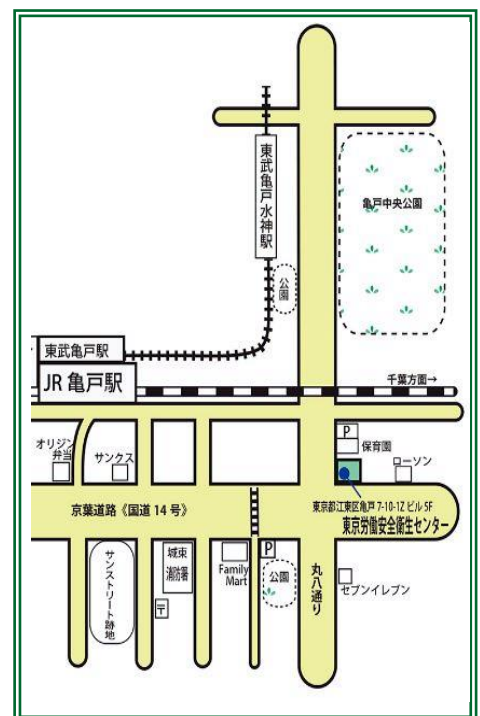 東武亀戸水神駅
亀戸中央公園
公園
東武亀戸駅
JR 亀戸駅
千葉方面→
P
保育園
オリジン
弁当
サンクス
ローソン
東京都江東区亀戸 7-10-1Z ビル 5F
東京労働安全衛生センター
京葉道路《国道 14 号》
サンストリート跡地
城東
消防署
〒
Family
Mart
P
公園
丸八通り
セブンイレブン